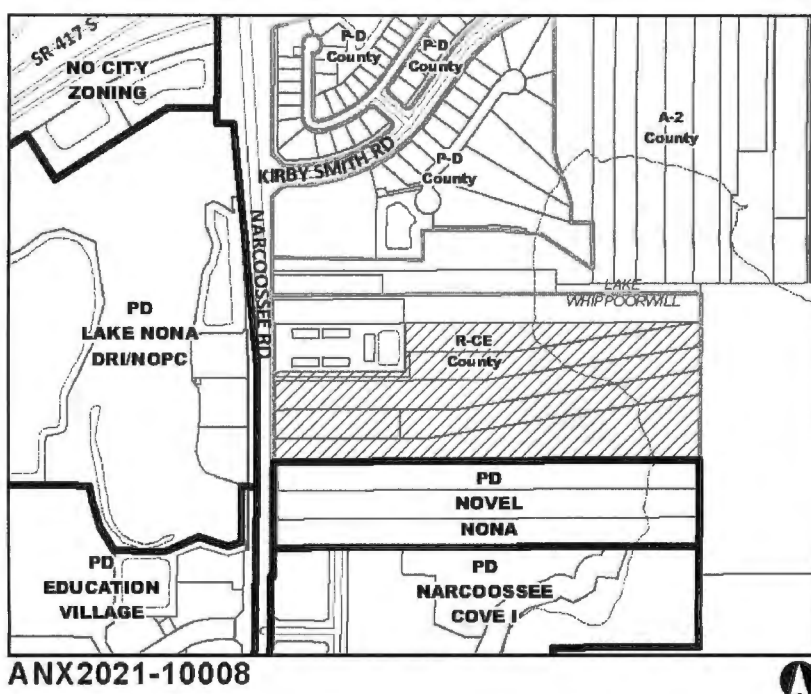 SR 417 S
NO CITY
ZONING
P-D
County
P-D
County
A-2
County
KIRBY SMITH RD
P-D
County
NARCOOSSEE RD
LAKE
WHIPPOORWILL
PD
LAKE NONA
DRI/NOPC
R-CE
County
PD
NOVEL
NONA
PD
EDUCATION
VILLAGE
PD
NARCOOSSEE
COVE I
ANX2021-10008